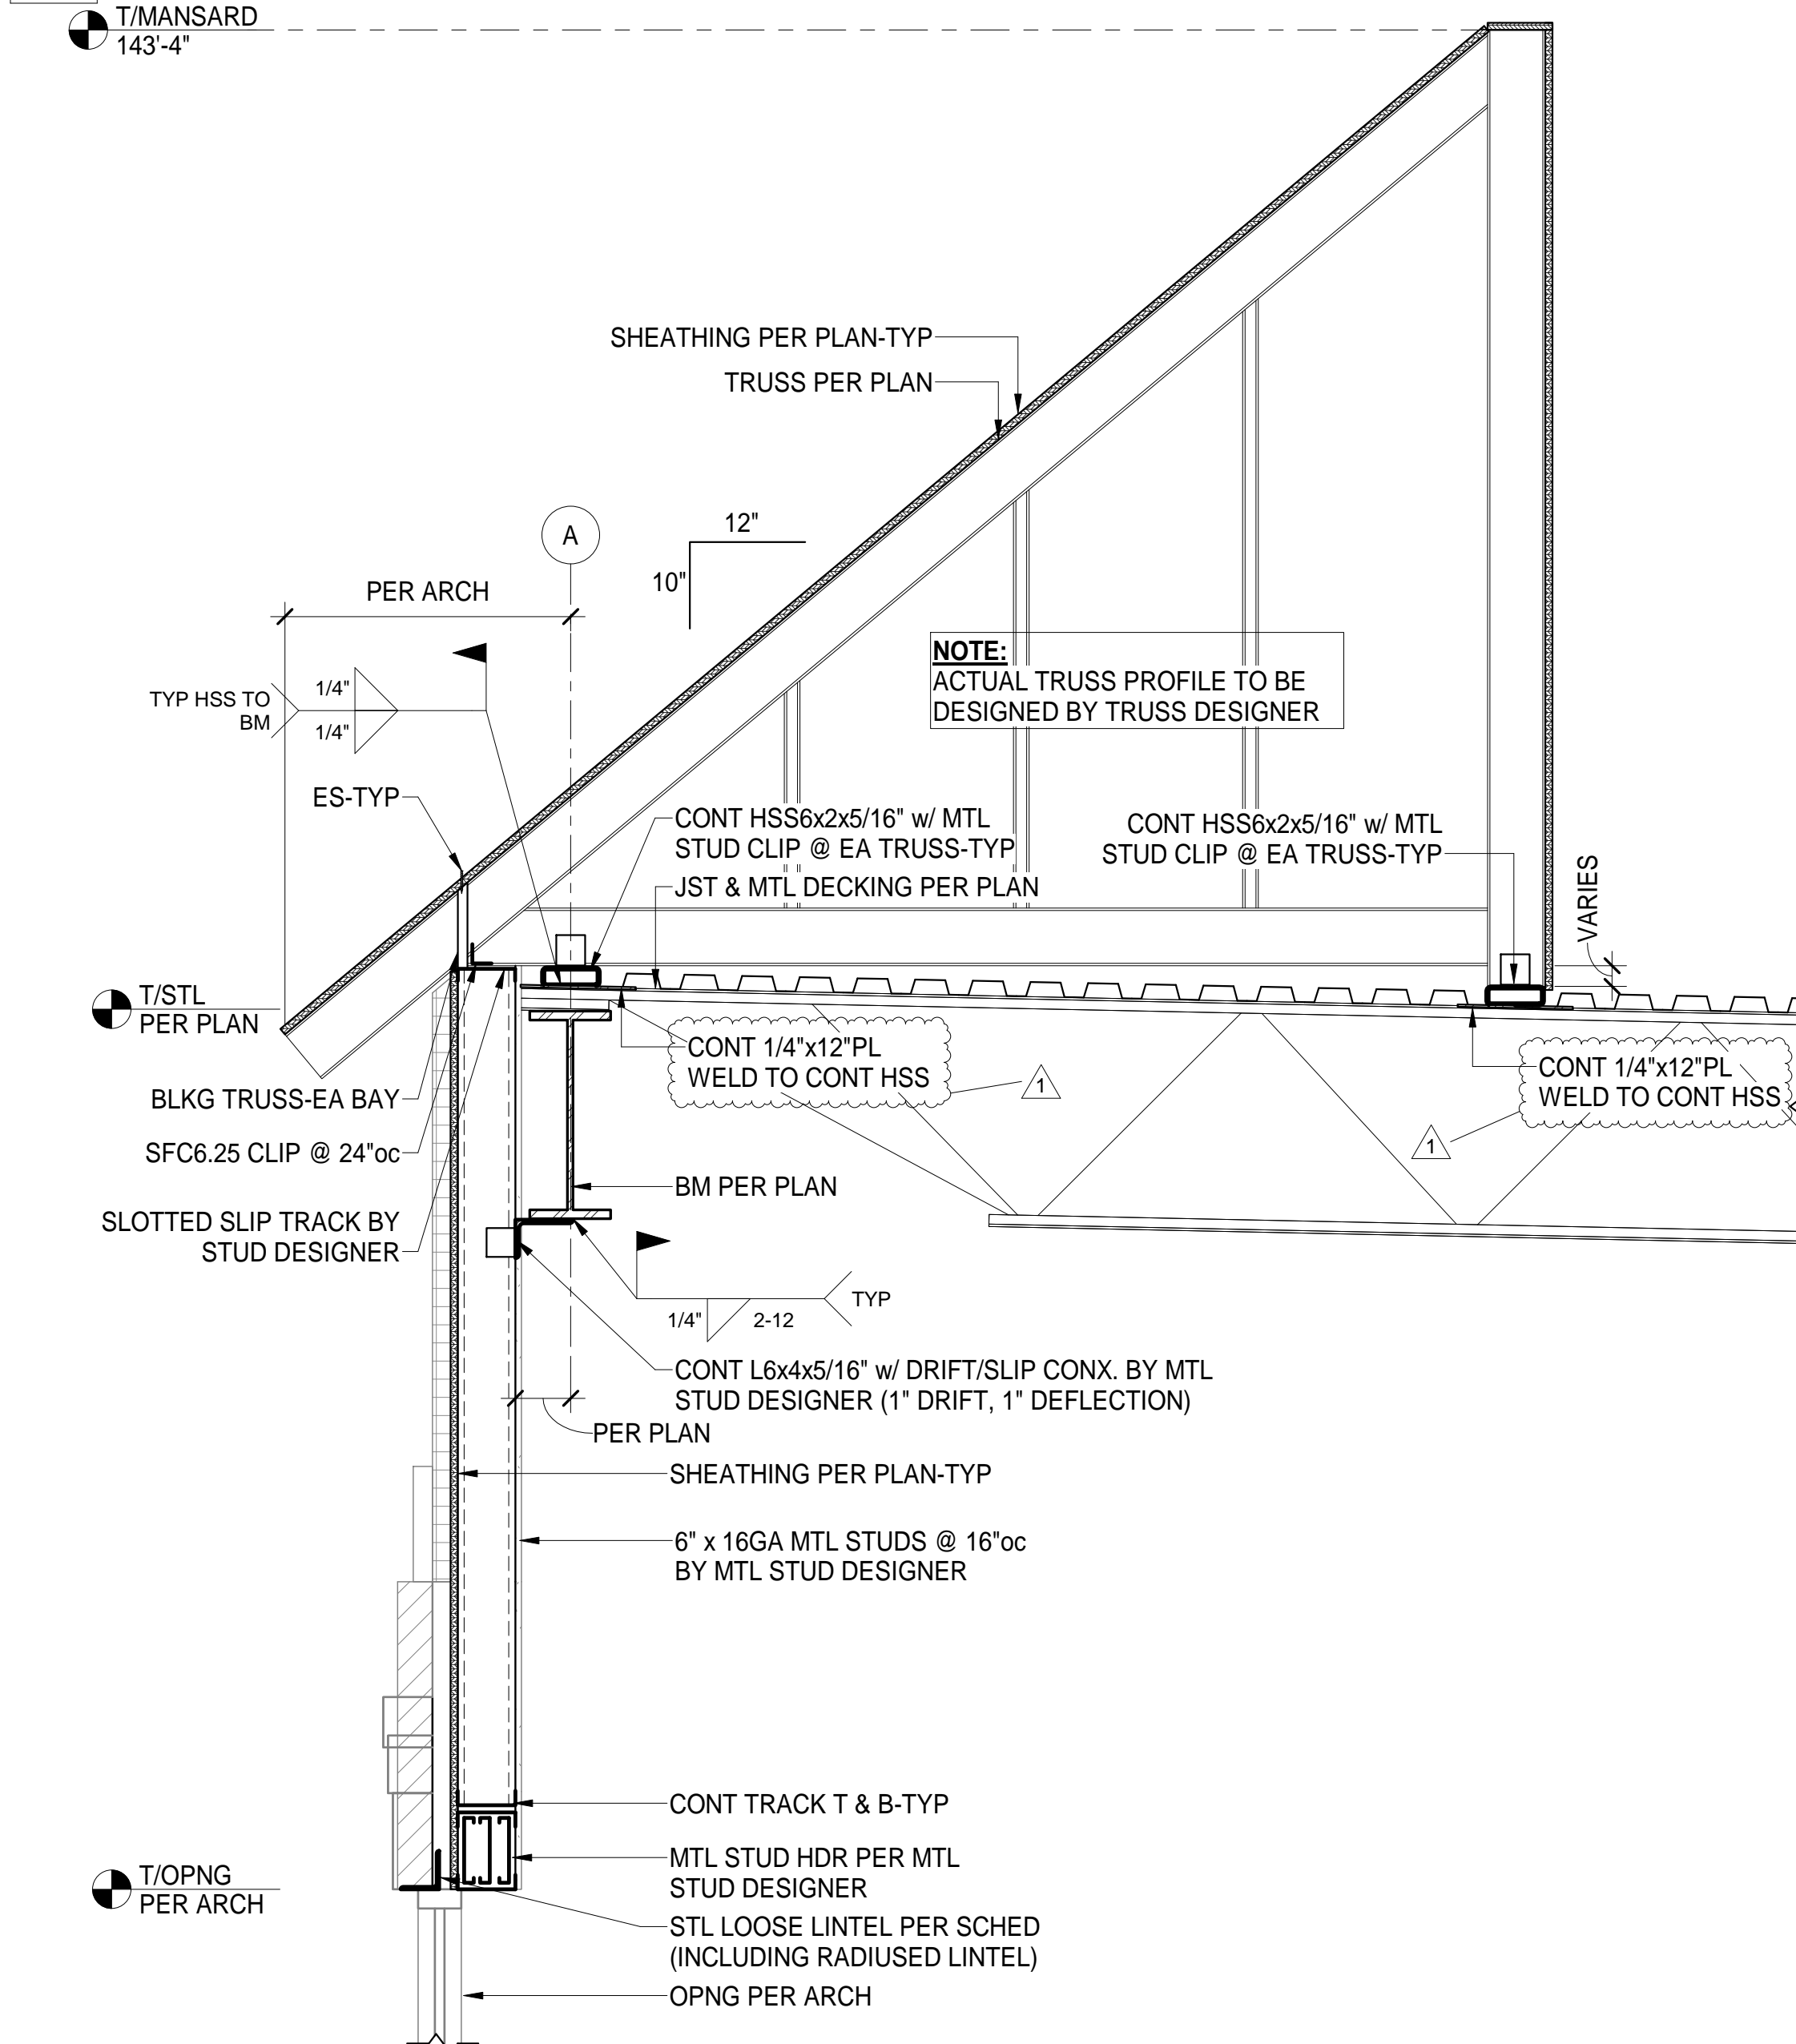 T/MANSARD
143'-4"
SHEATHING PER PLAN-TYP
TRUSS PER PLAN
12"
10"
A
PER ARCH
NOTE:
ACTUAL TRUSS PROFILE TO BE
DESIGNED BY TRUSS DESIGNER
TYP HSS TO
BM
1/4"
1/4"
ES-TYP
CONT HSS6x2x5/16" w/ MTL
STUD CLIP @ EA TRUSS-TYP
JST & MTL DECKING PER PLAN
CONT HSS6x2x5/16" w/ MTL
STUD CLIP @ EA TRUSS-TYP
VARIES
T/STL
PER PLAN
CONT 1/4"x12"PL
WELD TO CONT HSS
1
CONT 1/4"x12"PL
WELD TO CONT HSS
1
BLKG TRUSS-EA BAY
SFC6.25 CLIP @ 24"oc
SLOTTED SLIP TRACK BY
STUD DESIGNER
BM PER PLAN
1/4"
2-12
TYP
CONT L6x4x5/16" w/ DRIFT/SLIP CONX. BY MTL
STUD DESIGNER (1" DRIFT, 1" DEFLECTION)
PER PLAN
SHEATHING PER PLAN-TYP
6" x 16GA MTL STUDS @ 16"oc
BY MTL STUD DESIGNER
CONT TRACK T & B-TYP
MTL STUD HDR PER MTL
STUD DESIGNER
T/OPNG
PER ARCH
STL LOOSE LINTEL PER SCHED
(INCLUDING RADIUSED LINTEL)
OPNG PER ARCH